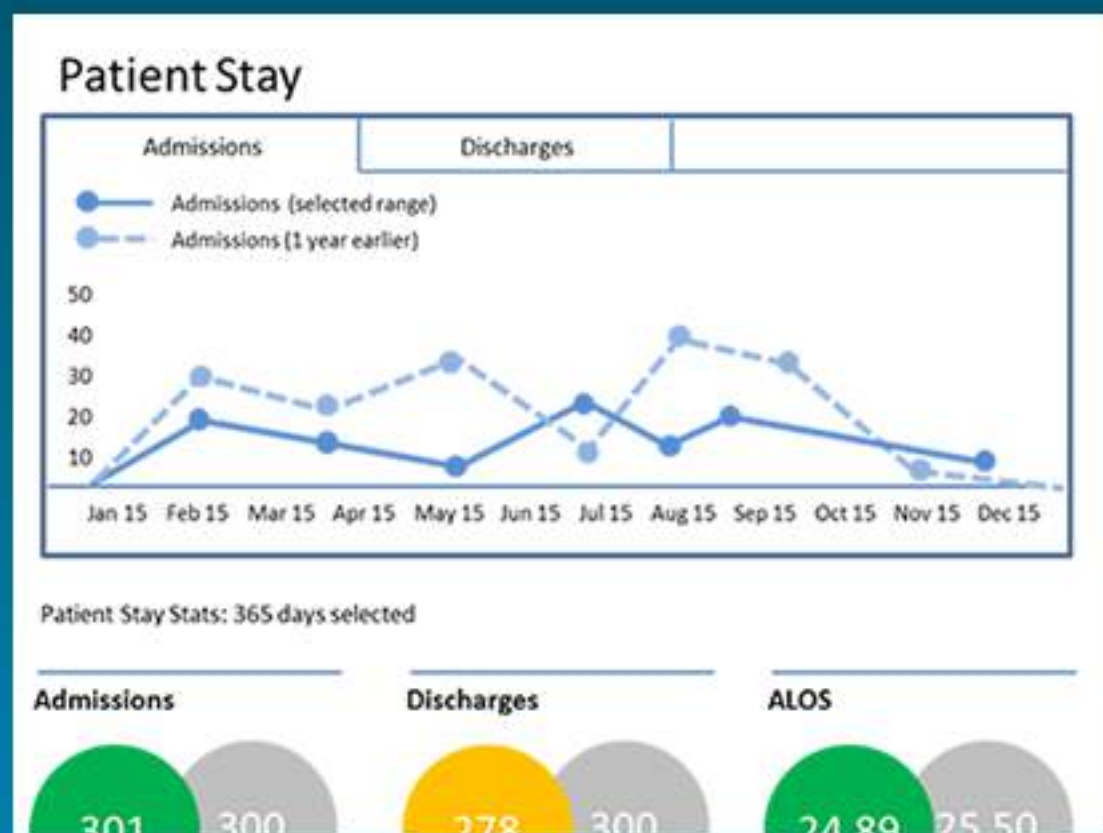 Patient Stay
Admissions Discharges
Admissions (selected range)
Admissions (1 year earlier)
50
40
30
20
10
Jan 15 Feb 15 Mar 15 Apr 15 May 15 Jun 15 Jul 15 Aug 15 Sep 15 Oct 15 Nov 15 Dec 15
Patient Stay Stats: 365 days selected
Admissions Discharges ALOS
301 300 278 300 24.89 25.50